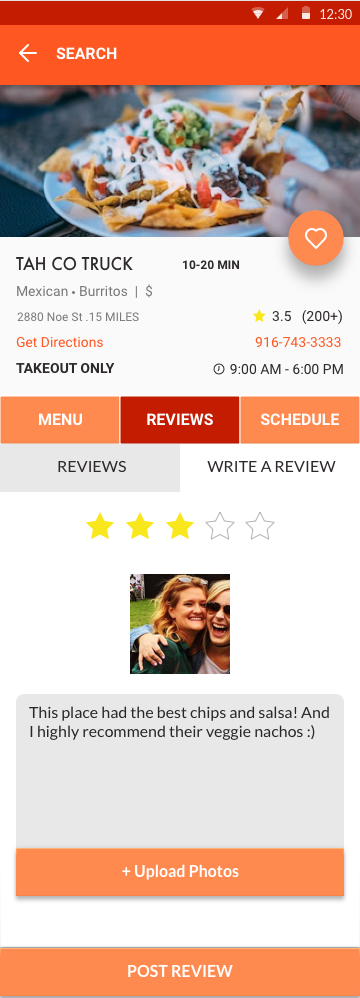 12:30
SEARCH
TAH CO TRUCK 10-20 MIN
Mexican • Burritos | $
2880 Noe St .15 MILES 3.5 (200+)
Get Directions 916-743-3333
TAKEOUT ONLY 9:00 AM - 6:00 PM
MENU REVIEWS SCHEDULE
REVIEWS WRITE A REVIEW
This place had the best chips and salsa! And
I highly recommend their veggie nachos :)
+ Upload Photos
POST REVIEW